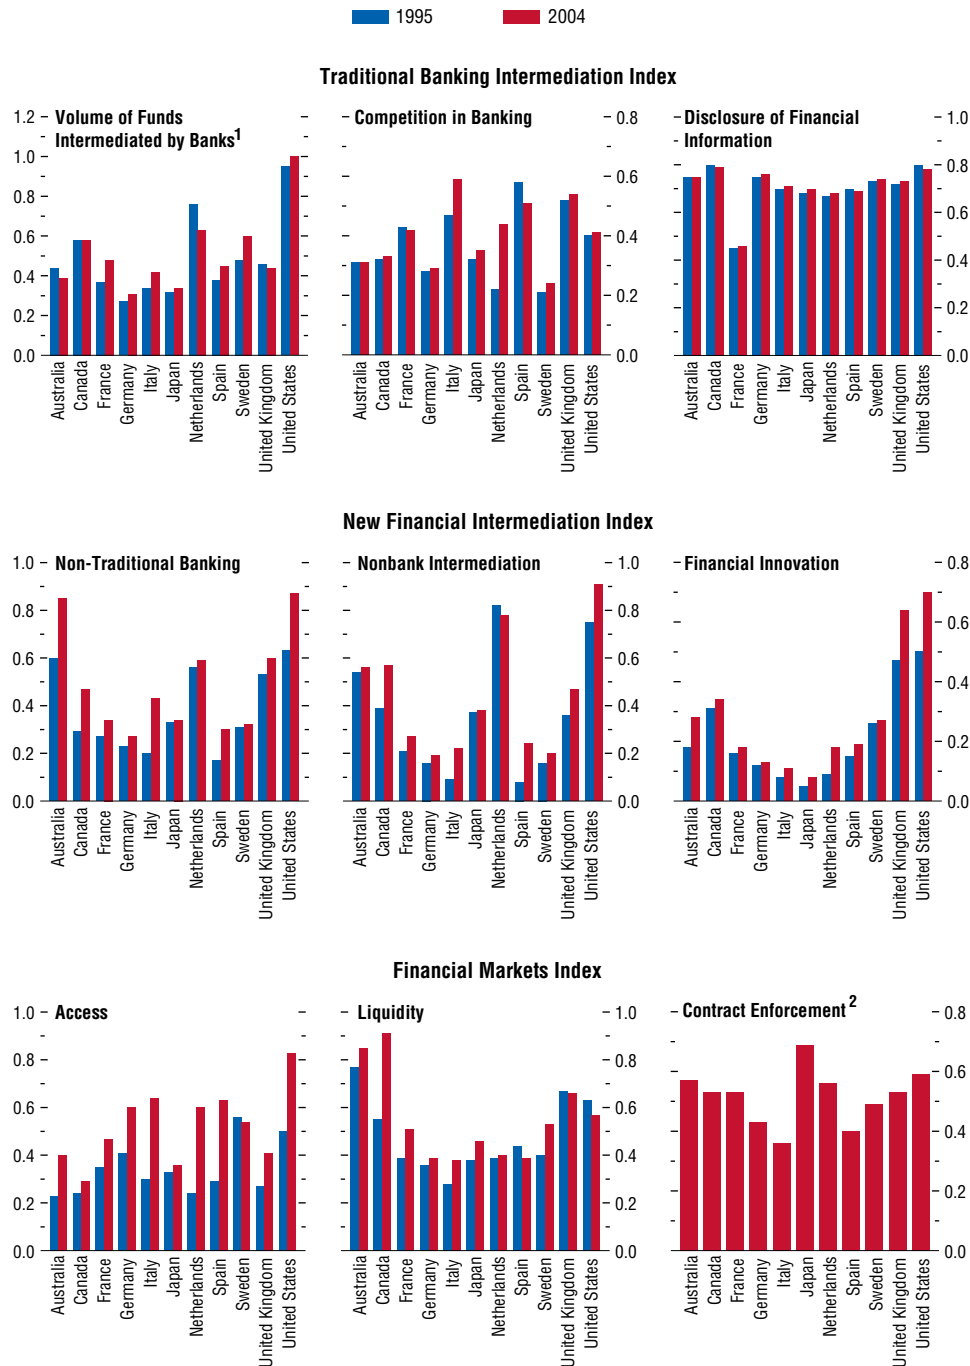 1995 2004
Traditional Banking Intermediation Index
Volume of Funds
Intermediated by Banks1
1.2
1.0
0.8
0.6
0.4
0.2
0.0
Australia
Canada
France
Germany
Italy
Japan
Netherlands
Spain
Sweden
United Kingdom
United States
Competition in Banking
0.8
0.6
0.4
0.2
0.0
Australia
Canada
France
Germany
Italy
Japan
Netherlands
Spain
Sweden
United Kingdom
United States
Disclosure of Financial
Information
1.0
0.8
0.6
0.4
0.2
0.0
Australia
Canada
France
Germany
Italy
Japan
Netherlands
Spain
Sweden
United Kingdom
United States
New Financial Intermediation Index
Non-Traditional Banking
1.0
0.8
0.6
0.4
0.2
0.0
Australia
Canada
France
Germany
Italy
Japan
Netherlands
Spain
Sweden
United Kingdom
United States
Nonbank Intermediation
1.0
0.8
0.6
0.4
0.2
0.0
Australia
Canada
France
Germany
Italy
Japan
Netherlands
Spain
Sweden
United Kingdom
United States
Financial Innovation
0.8
0.6
0.4
0.2
0.0
Australia
Canada
France
Germany
Italy
Japan
Netherlands
Spain
Sweden
United Kingdom
United States
Financial Markets Index
Access
1.0
0.8
0.6
0.4
0.2
0.0
Australia
Canada
France
Germany
Italy
Japan
Netherlands
Spain
Sweden
United Kingdom
United States
Liquidity
1.0
0.8
0.6
0.4
0.2
0.0
Australia
Canada
France
Germany
Italy
Japan
Netherlands
Spain
Sweden
United Kingdom
United States
Contract Enforcement2
0.8
0.6
0.4
0.2
0.0
Australia
Canada
France
Germany
Italy
Japan
Netherlands
Spain
Sweden
United Kingdom
United States